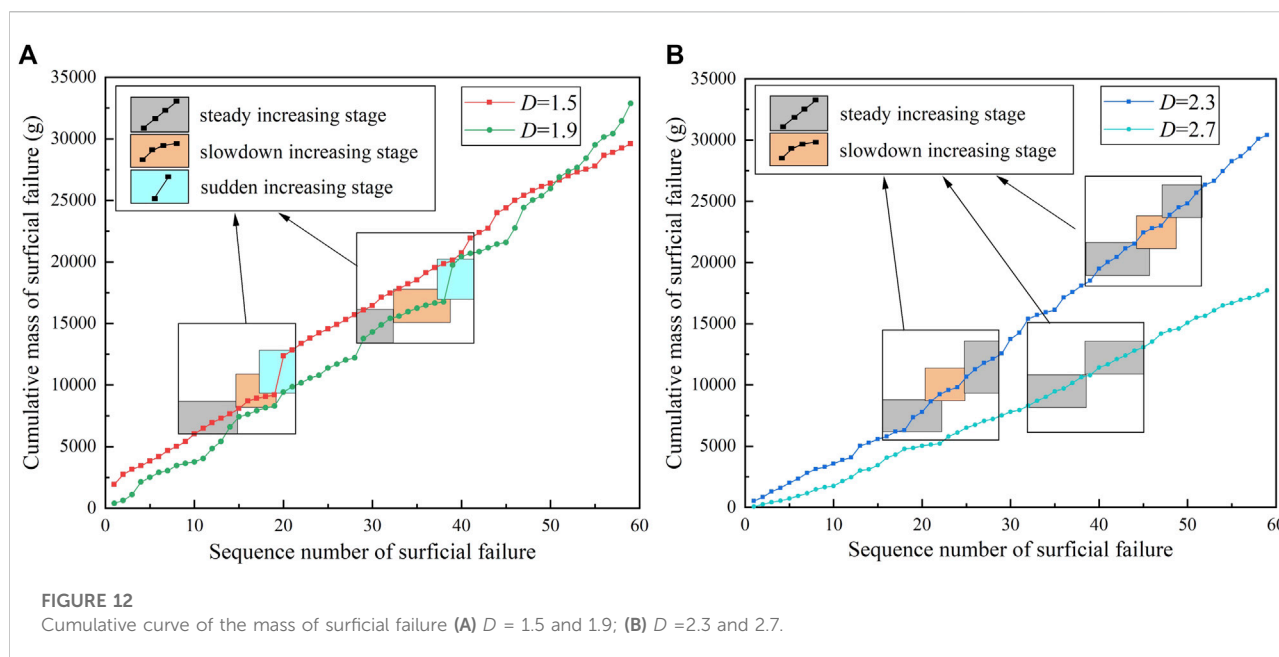 A
Cumulative mass of surficial failure (g)
35000
30000
25000
20000
15000
10000
5000
0
steady increasing stage
slowdown increasing stage
sudden increasing stage
D=1.5
D=1.9
0 10 20 30 40 50 60
Sequence number of surficial failure
B
Cumulative mass of surficial failure (g)
35000
30000
25000
20000
15000
10000
5000
0
steady increasing stage
slowdown increasing stage
D=2.3
D=2.7
0 10 20 30 40 50 60
Sequence number of surficial failure
FIGURE 12
Cumulative curve of the mass of surficial failure (A) D = 1.5 and 1.9; (B) D =2.3 and 2.7.